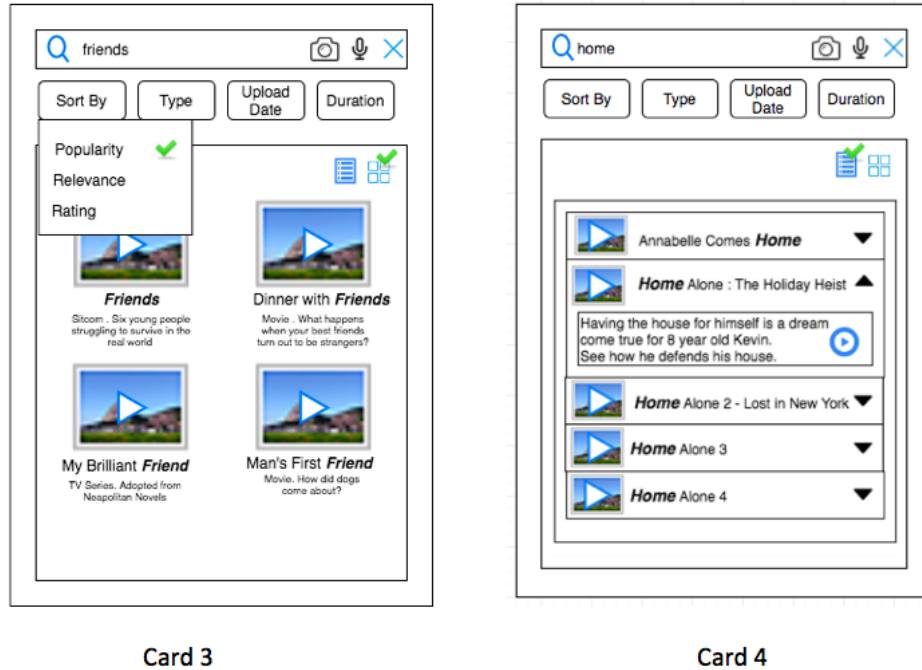 friends
Sort By
Type
Upload
Date
Duration
Popularity
Relevance
Rating
Friends
Sitcom . Six young people
struggling to survive in the
real world
Dinner with Friends
Movie . What happens
when your best friends
turn out to be strangers?
My Brilliant Friend
TV Series. Adopted from
Neapolitan Novels
Man's First Friend
Movie. How did dogs
come about?
Card 3
home
Sort By
Type
Upload
Date
Duration
Annabelle Comes Home
Home Alone : The Holiday Heist
Having the house for himself is a dream
come true for 8 year old Kevin.
See how he defends his house.
Home Alone 2 - Lost in New York
Home Alone 3
Home Alone 4
Card 4